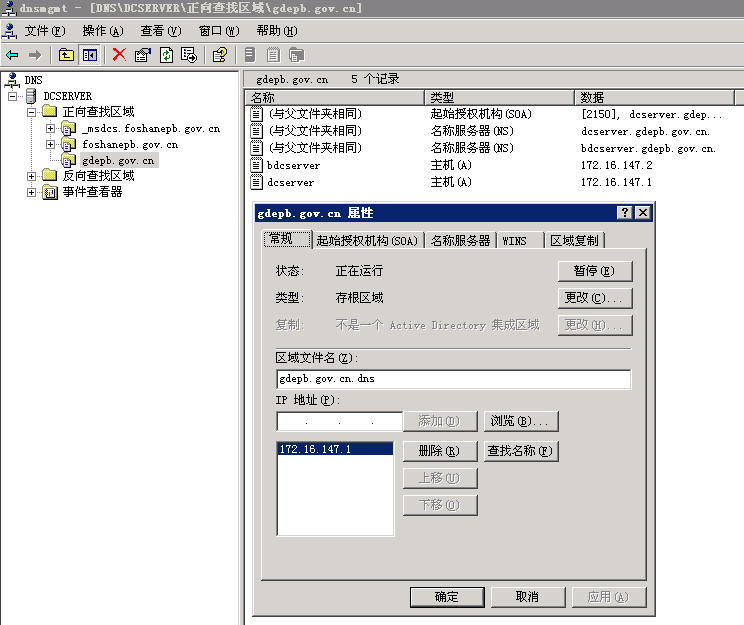 dnsmgmt - [DNS\DCSERVER\正向查找区域\gdepb.gov.cn]
文件(F) 操作(A) 查看(V) 窗口(W) 帮助(H)
DNS
DCSERVER
正向查找区域
_msdcs.foshanepb.gov.cn
foshanepb.gov.cn
gdepb.gov.cn
反向查找区域
事件查看器
gdepb.gov.cn 5 个记录
名称 类型 数据
(与父文件夹相同) 起始授权机构(SOA) [2150], dcserver.gdep...
(与父文件夹相同) 名称服务器(NS) dcserver.gdepb.gov.cn.
(与父文件夹相同) 名称服务器(NS) bdcserver.gdepb.gov.cn.
bdcserver 主机(A) 172.16.147.2
dcserver 主机(A) 172.16.147.1
gdepb.gov.cn 属性
常规 起始授权机构(SOA) 名称服务器 WINS 区域复制
状态: 正在运行 暂停(E)
类型: 存根区域 更改(C)...
复制: 不是一个 Active Directory 集成区域 更改(H)...
区域文件名(Z):
gdepb.gov.cn.dns
IP 地址(P):
. . . 添加(D) 浏览(B)...
172.16.147.1 删除(R) 查找名称(F)
上移(U)
下移(O)
确定 取消 应用(A)